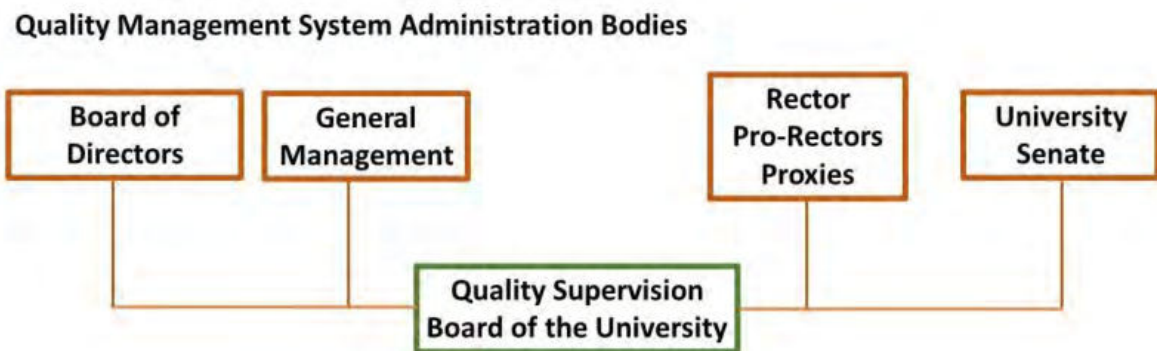 Quality Management System Administration Bodies
Board of
Directors
General
Management
Rector
Pro-Rectors
Proxies
University
Senate
Quality Supervision
Board of the University